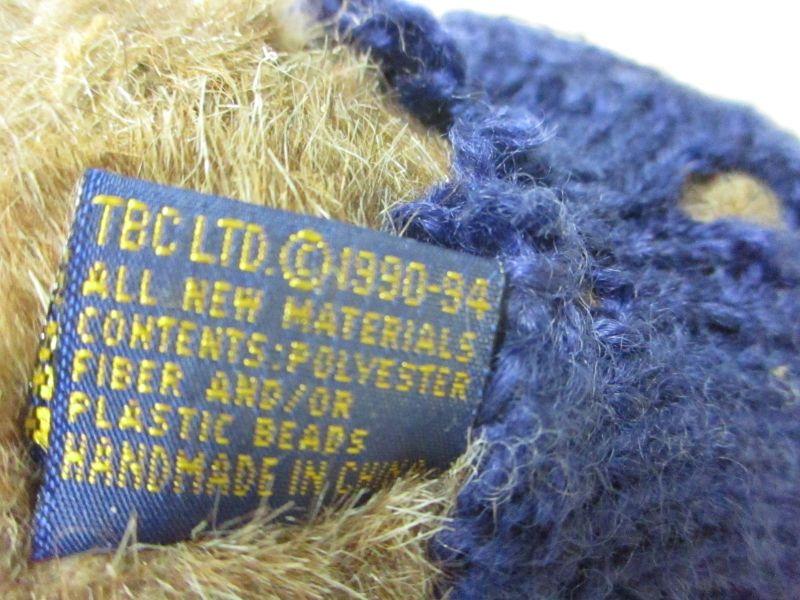 TBC LTD. © 1990-94
ALL NEW MATERIALS
CONTENTS: POLYESTER
FIBER AND/OR
PLASTIC BEADS
HANDMADE IN CHINA